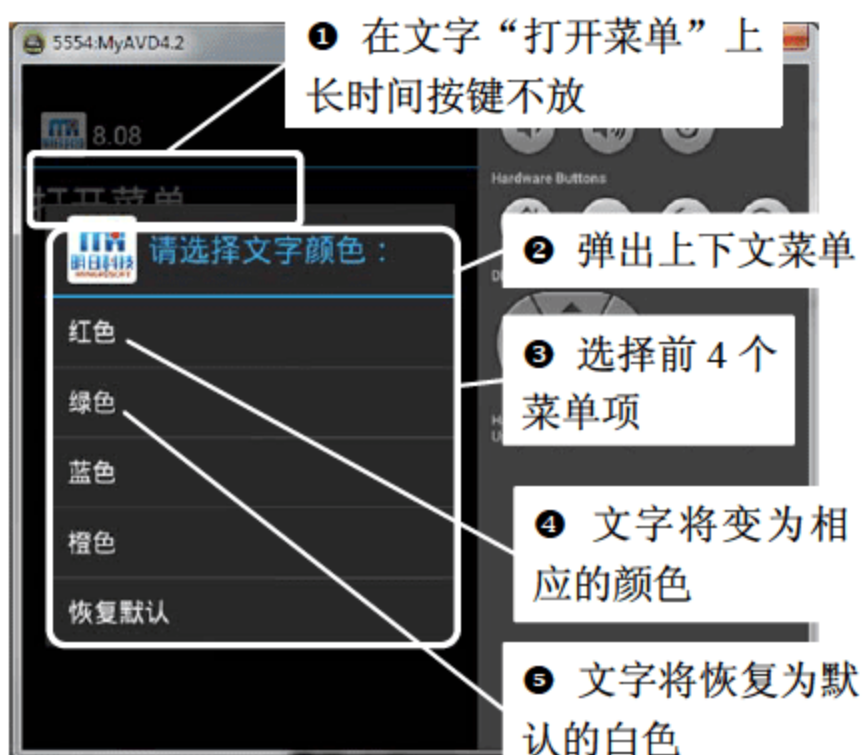 5554:MyAVD4.2
❶ 在文字“打开菜单”上
长时间按键不放
8.08
打开菜单
Hardware Buttons
明日科技
请选择文字颜色：
❷ 弹出上下文菜单
红色
❸ 选择前 4 个
菜单项
绿色
蓝色
❹ 文字将变为相
应的颜色
橙色
恢复默认
❺ 文字将恢复为默
认的白色